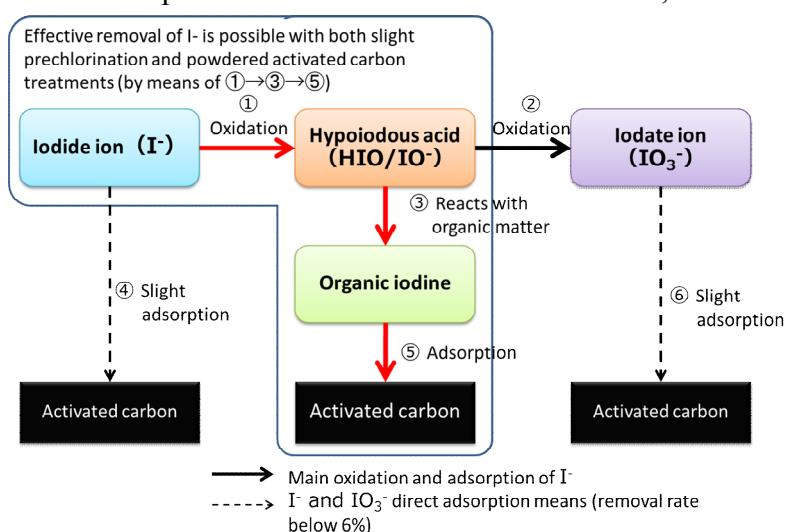 Effective removal of I- is possible with both slight
prechlorination and powdered activated carbon
treatments (by means of ①→③→⑤)
①
Oxidation
②
Oxidation
Iodide ion (I⁻)
Hypoiodous acid
(HIO/IO⁻)
Iodate ion
(IO₃⁻)
③ Reacts with
organic matter
Organic iodine
④ Slight
adsorption
⑥ Slight
adsorption
⑤ Adsorption
Activated carbon
Activated carbon
Activated carbon
Main oxidation and adsorption of I⁻
I⁻ and IO₃⁻ direct adsorption means (removal rate
below 6%)